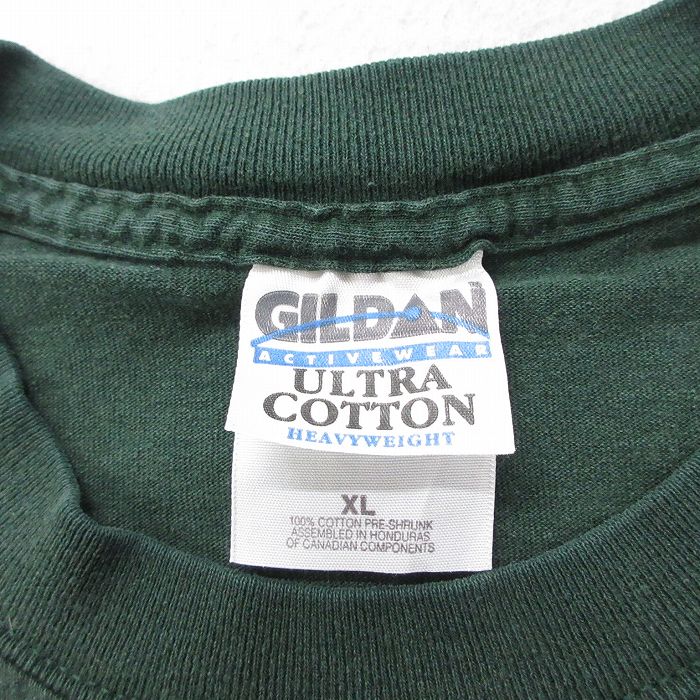 GILDAN
ACTIVEWEAR
ULTRA
COTTON
HEAVYWEIGHT
XL
100% COTTON PRE-SHRUNK
ASSEMBLED IN HONDURAS
OF CANADIAN COMPONENTS